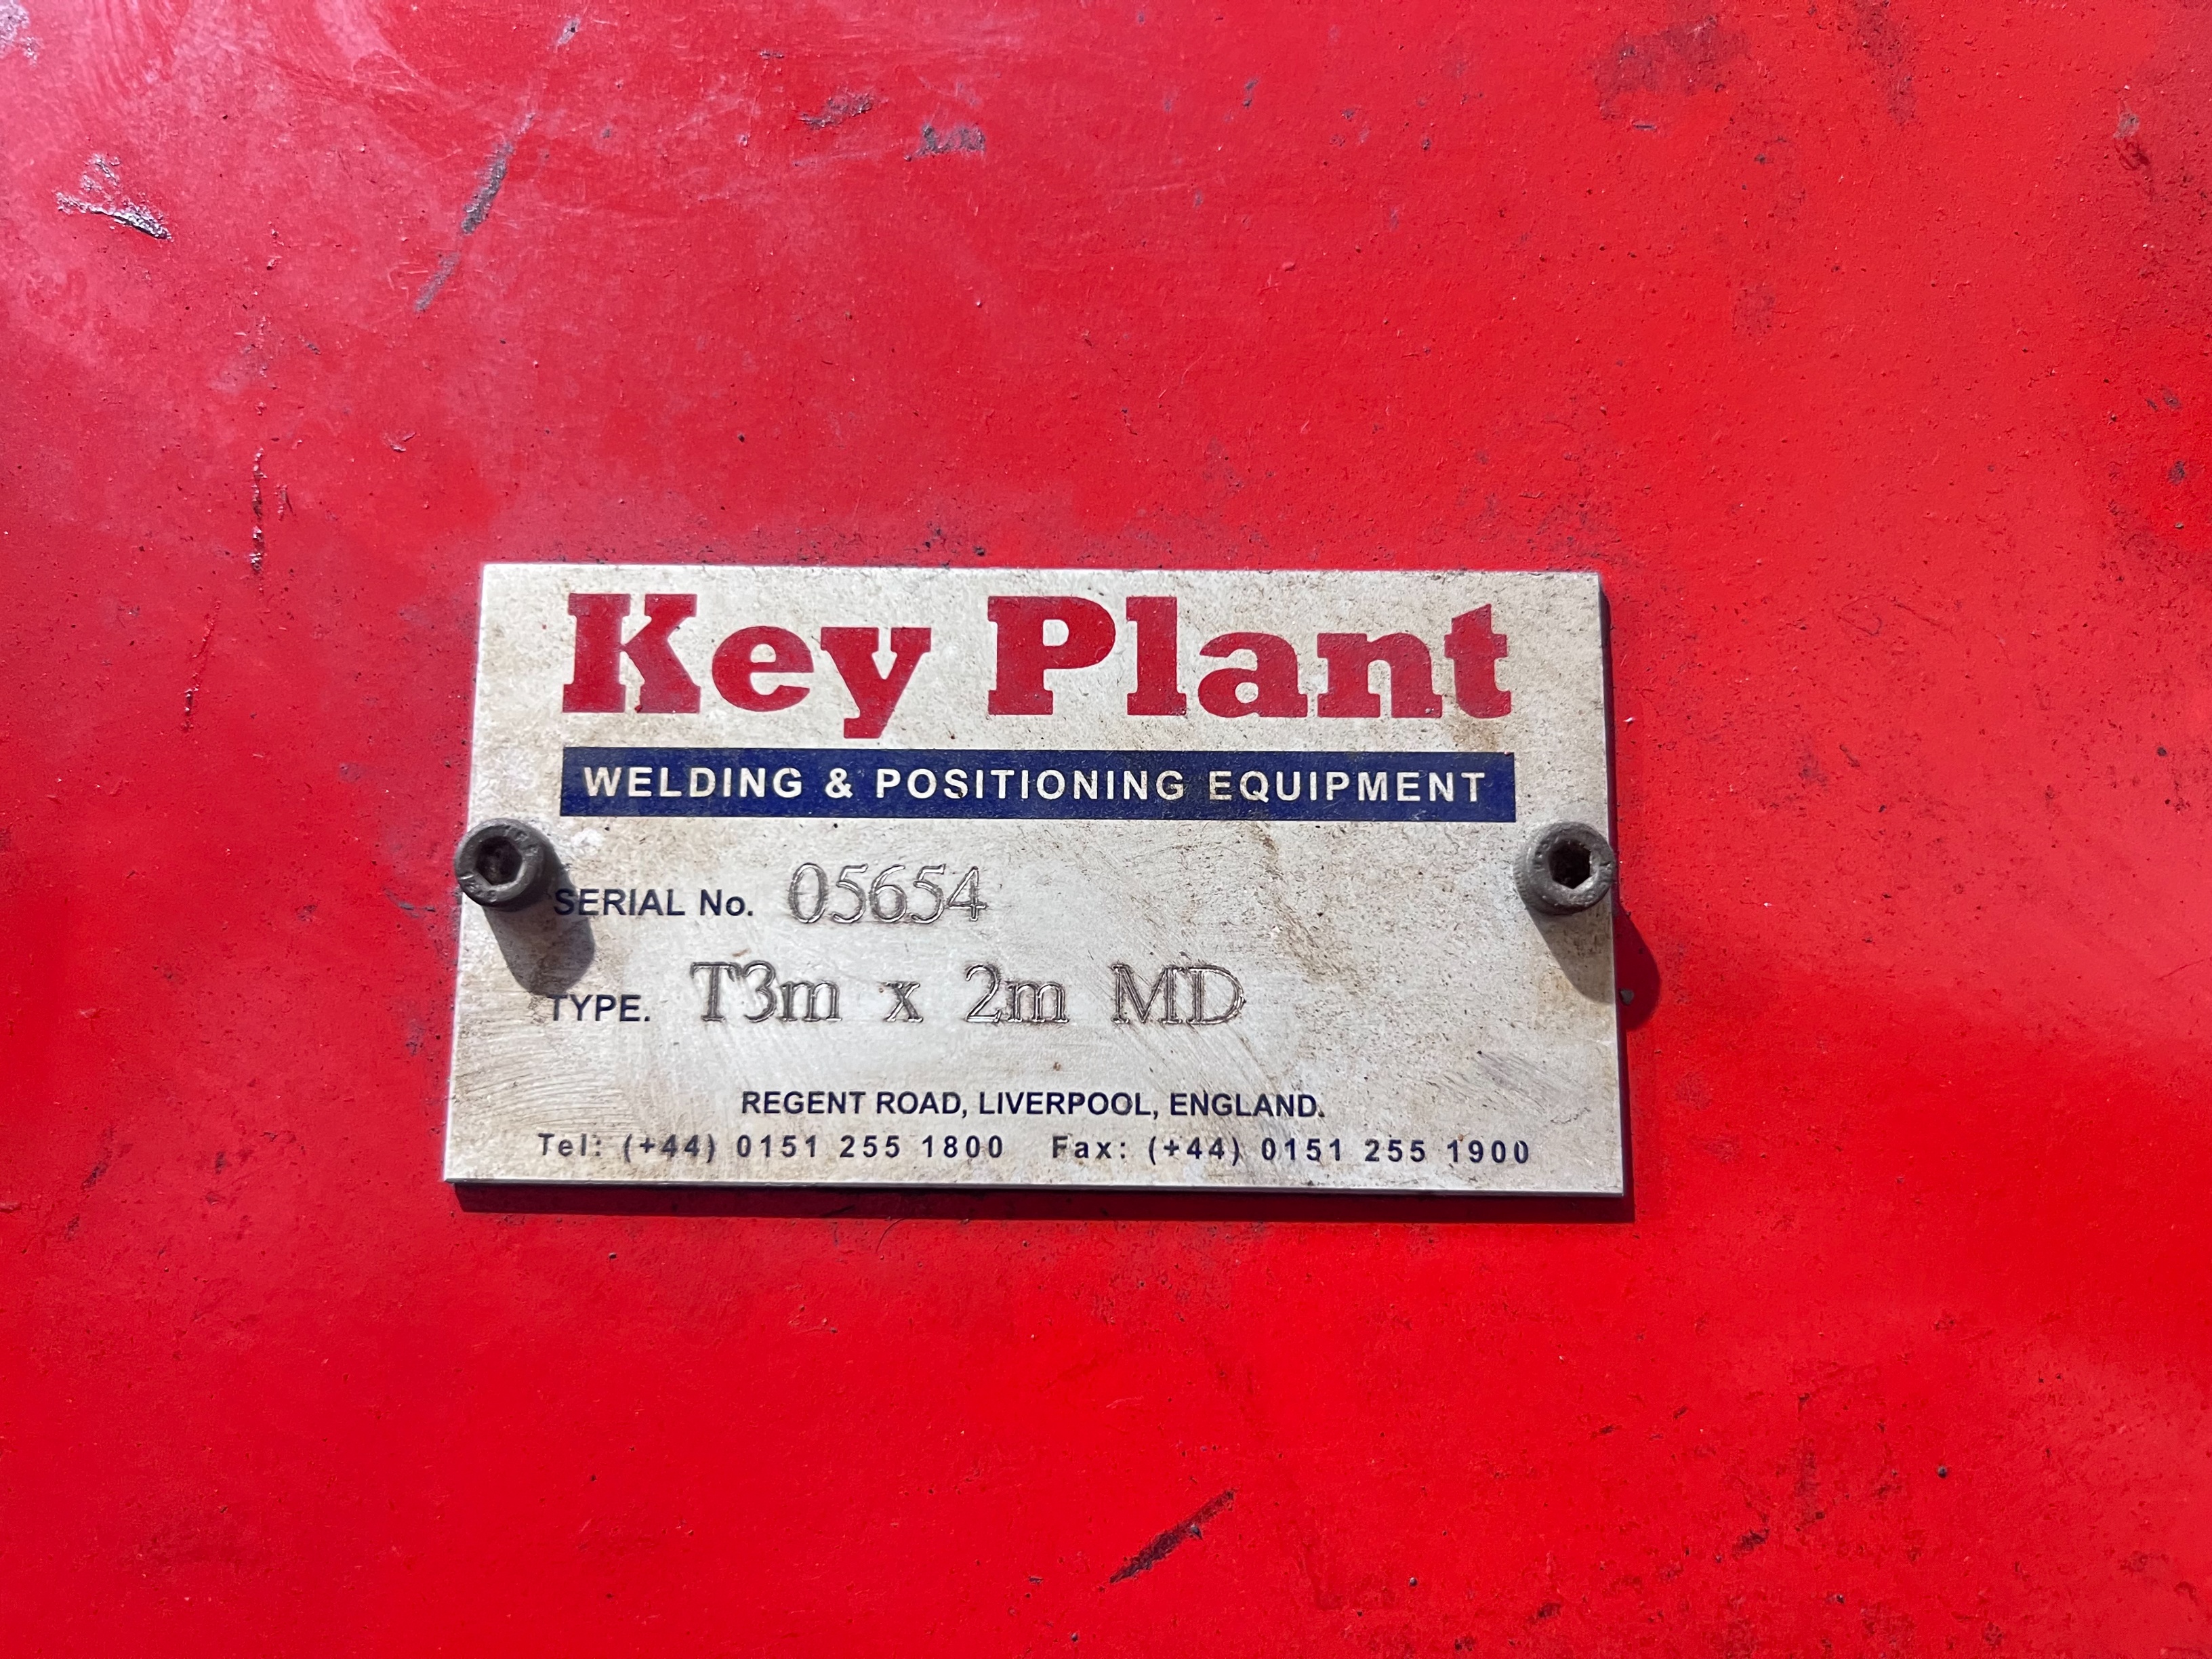 Key Plant
WELDING & POSITIONING EQUIPMENT
SERIAL No. 05654
TYPE. T3m x 2m MD
REGENT ROAD, LIVERPOOL, ENGLAND.
Tel: (+44) 0151 255 1800 Fax: (+44) 0151 255 1900